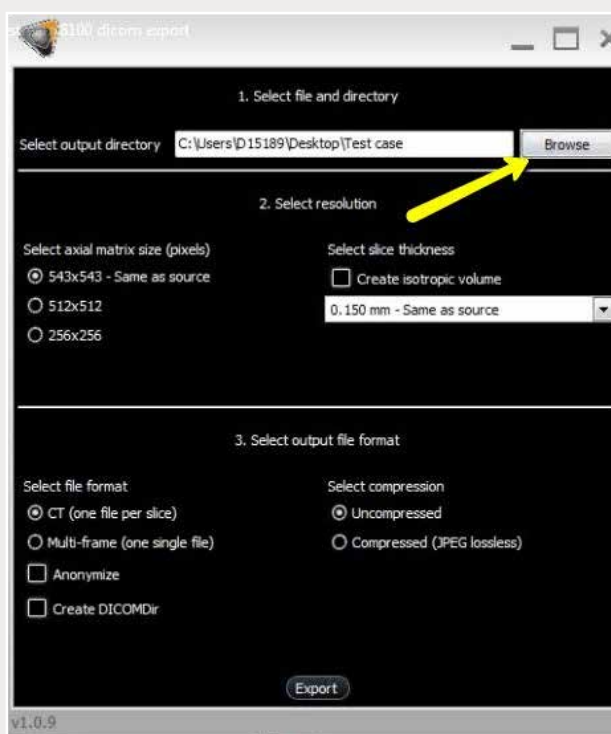 8100 dicom export
1. Select file and directory
Select output directory C:\Users\D15189\Desktop\Test case Browse
2. Select resolution
Select axial matrix size (pixels) Select slice thickness
543x543 - Same as source Create isotropic volume
512x512 0.150 mm - Same as source
256x256
3. Select output file format
Select file format Select compression
CT (one file per slice) Uncompressed
Multi-frame (one single file) Compressed (JPEG lossless)
Anonymize
Create DICOMDir
Export
v1.0.9